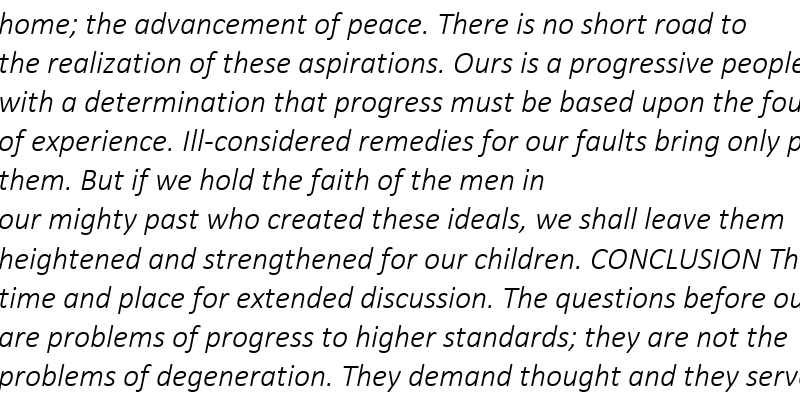 home; the advancement of peace. There is no short road to
the realization of these aspirations. Ours is a progressive people
with a determination that progress must be based upon the
of experience. Ill-considered remedies for our faults bring only
them. But if we hold the faith of the men in
our mighty past who created these ideals, we shall leave them
heightened and strengthened for our children. CONCLUSION
time and place for extended discussion. The questions before
are problems of progress to higher standards; they are not the
problems of degeneration. They demand thought and they